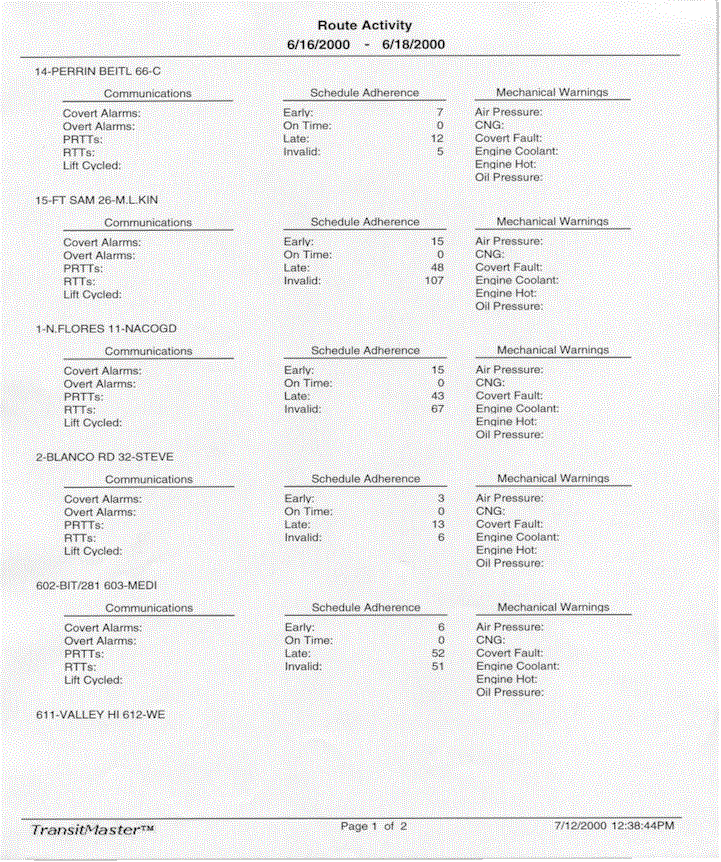 Route Activity
6/16/2000 - 6/18/2000
14-PERRIN BEITL 66-C
Communications Schedule Adherence Mechanical Warnings
Covert Alarms: Early: 7 Air Pressure:
Overt Alarms: On Time: 0 CNG:
PRTTs: Late: 12 Covert Fault:
RTTs: Invalid: 5 Engine Coolant:
Lift Cycled: Engine Hot:
Oil Pressure:
15-FT SAM 26-M.L.KIN
Communications Schedule Adherence Mechanical Warnings
Covert Alarms: Early: 15 Air Pressure:
Overt Alarms: On Time: 0 CNG:
PRTTs: Late: 48 Covert Fault:
RTTs: Invalid: 107 Engine Coolant:
Lift Cycled: Engine Hot:
Oil Pressure:
1-N.FLORES 11-NACOGD
Communications Schedule Adherence Mechanical Warnings
Covert Alarms: Early: 15 Air Pressure:
Overt Alarms: On Time: 0 CNG:
PRTTs: Late: 43 Covert Fault:
RTTs: Invalid: 67 Engine Coolant:
Lift Cycled: Engine Hot:
Oil Pressure:
2-BLANCO RD 32-STEVE
Communications Schedule Adherence Mechanical Warnings
Covert Alarms: Early: 3 Air Pressure:
Overt Alarms: On Time: 0 CNG:
PRTTs: Late: 13 Covert Fault:
RTTs: Invalid: 6 Engine Coolant:
Lift Cycled: Engine Hot:
Oil Pressure:
602-BIT/281 603-MEDI
Communications Schedule Adherence Mechanical Warnings
Covert Alarms: Early: 6 Air Pressure:
Overt Alarms: On Time: 0 CNG:
PRTTs: Late: 52 Covert Fault:
RTTs: Invalid: 51 Engine Coolant:
Lift Cycled: Engine Hot:
Oil Pressure:
611-VALLEY HI 612-WE
TransitMaster™ Page 1 of 2 7/12/2000 12:38:44PM